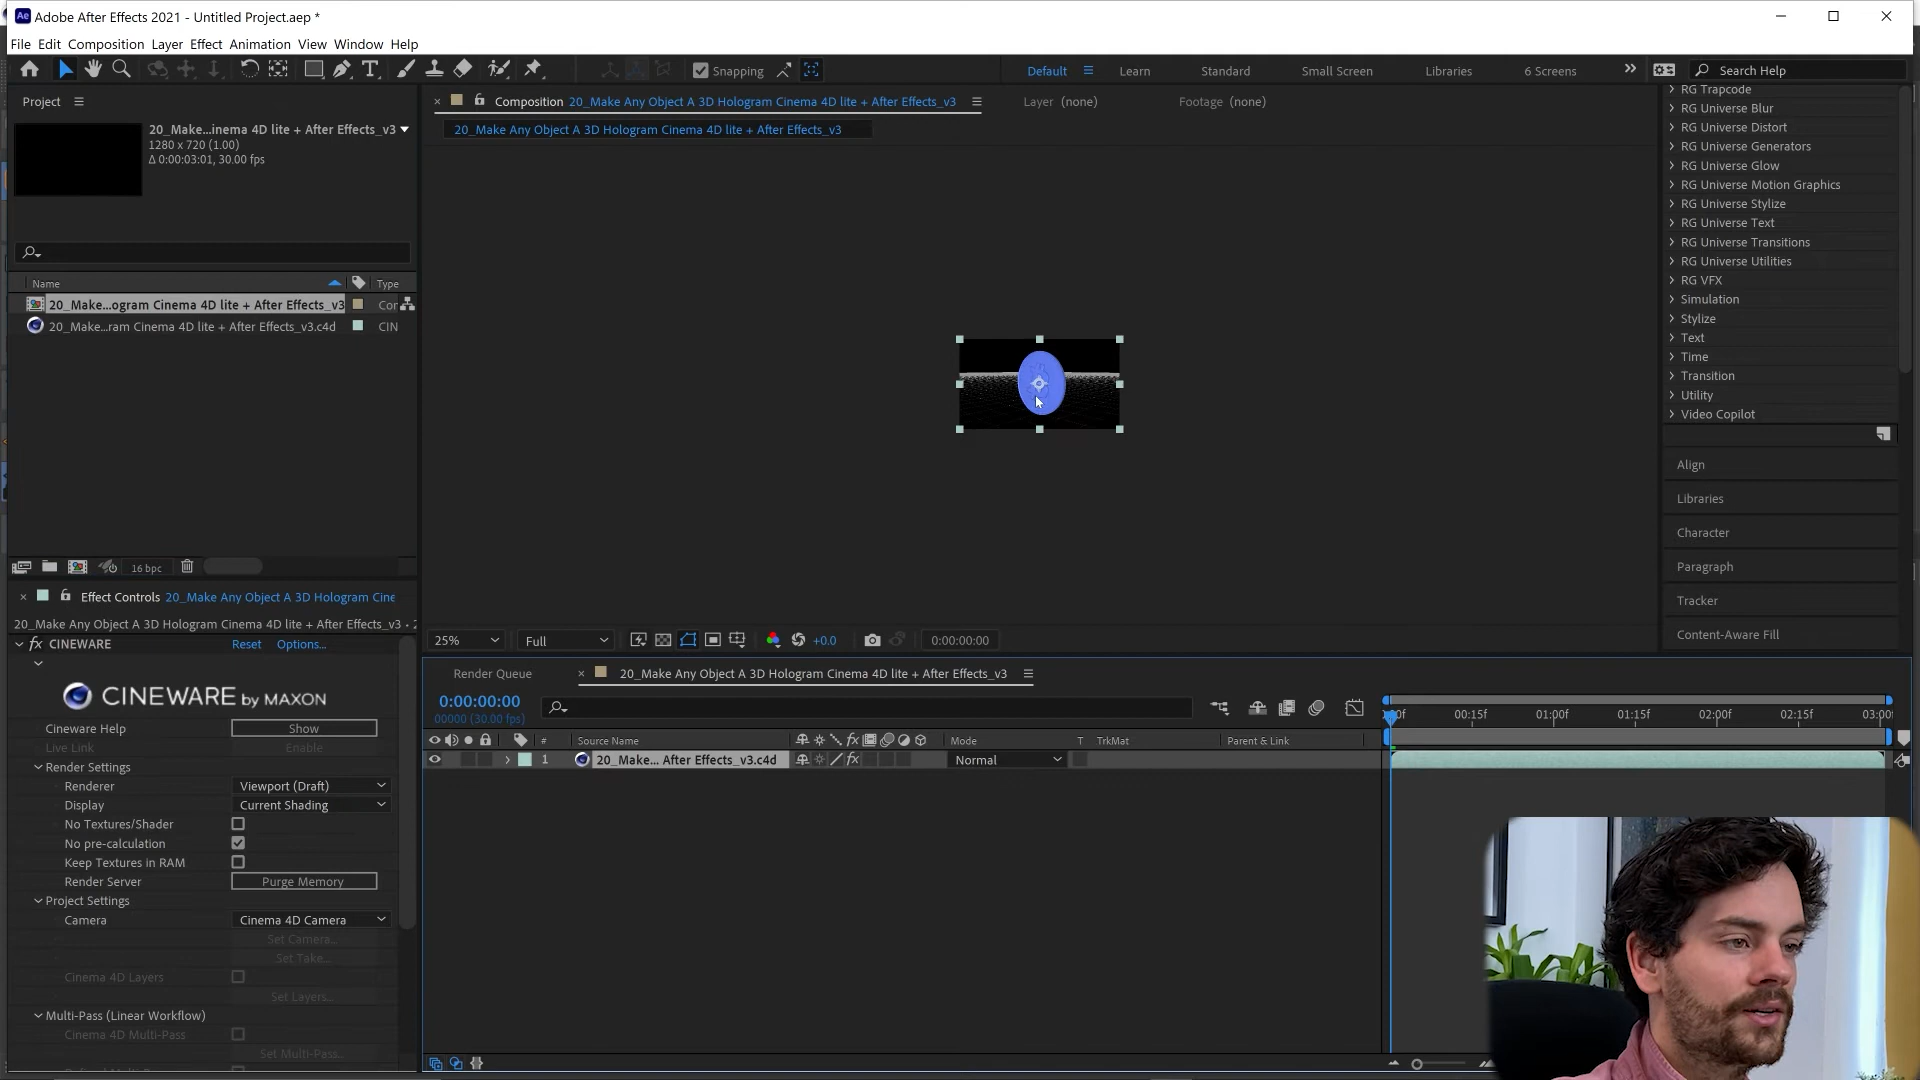 Adobe After Effects 2021 - Untitled Project.aep *
File Edit Composition Layer Effect Animation View Window Help
Snapping
Default Learn Standard Small Screen Libraries 6 Screens Search Help
Project
20_Make...inema 4D lite + After Effects_v3
1280 x 720 (1.00)
Δ 0:00:03:01, 30.00 fps
Name Type
20_Make...ogram Cinema 4D lite + After Effects_v3
20_Make...ram Cinema 4D lite + After Effects_v3.c4d CIN
16 bpc
Composition 20_Make Any Object A 3D Hologram Cinema 4D lite + After Effects_v3
Layer (none)
Footage (none)
20_Make Any Object A 3D Hologram Cinema 4D lite + After Effects_v3
RG Trapcode
RG Universe Blur
RG Universe Distort
RG Universe Generators
RG Universe Glow
RG Universe Motion Graphics
RG Universe Stylize
RG Universe Text
RG Universe Transitions
RG Universe Utilities
RG VFX
Simulation
Stylize
Text
Time
Transition
Utility
Video Copilot
Align
Libraries
Character
Paragraph
Tracker
Content-Aware Fill
25% Full +0.0 0:00:00:00
Effect Controls 20_Make Any Object A 3D Hologram Cine
20_Make Any Object A 3D Hologram Cinema 4D lite + After Effects_v3 •
fx CINEWARE Reset Options...
CINEWARE by MAXON
Cineware Help Show
Live Link Enable
Render Settings
Renderer Viewport (Draft)
Display Current Shading
No Textures/Shader
No pre-calculation
Keep Textures in RAM
Render Server Purge Memory
Project Settings
Camera Cinema 4D Camera
Set Camera...
Set Take...
Cinema 4D Layers
Set Layers...
Multi-Pass (Linear Workflow)
Cinema 4D Multi-Pass
Set Multi-Pass...
Render Queue
20_Make Any Object A 3D Hologram Cinema 4D lite + After Effects_v3
0:00:00:00
00000 (30.00 fps)
00:15f 01:00f 01:15f 02:00f 02:15f 03:00
# Source Name Mode T TrkMat Parent & Link
1 20_Make... After Effects_v3.c4d Normal